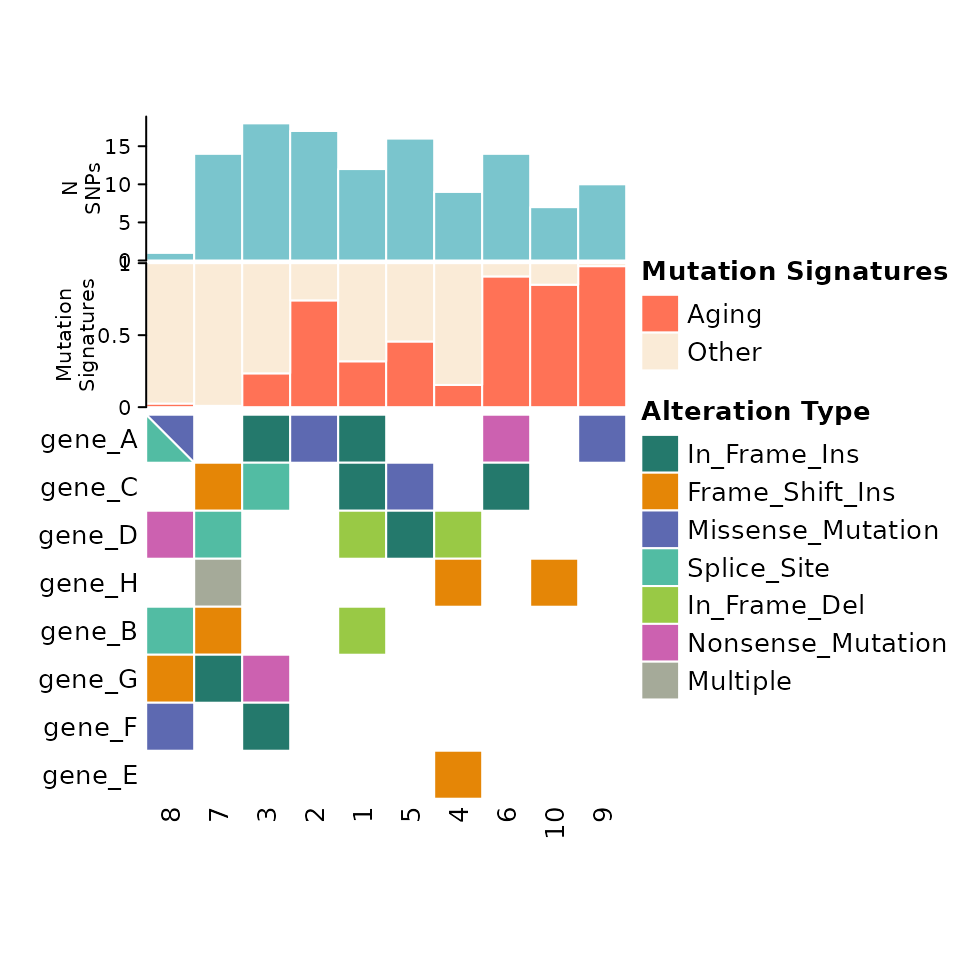 15
10
5
0
N
SNPs
1
0.5
0
Mutation
Signatures
gene_A
gene_C
gene_D
gene_H
gene_B
gene_G
gene_F
gene_E
8 7 3 2 1 5 4 6 10 9
Mutation Signatures
Aging
Other
Alteration Type
In_Frame_Ins
Frame_Shift_Ins
Missense_Mutation
Splice_Site
In_Frame_Del
Nonsense_Mutation
Multiple